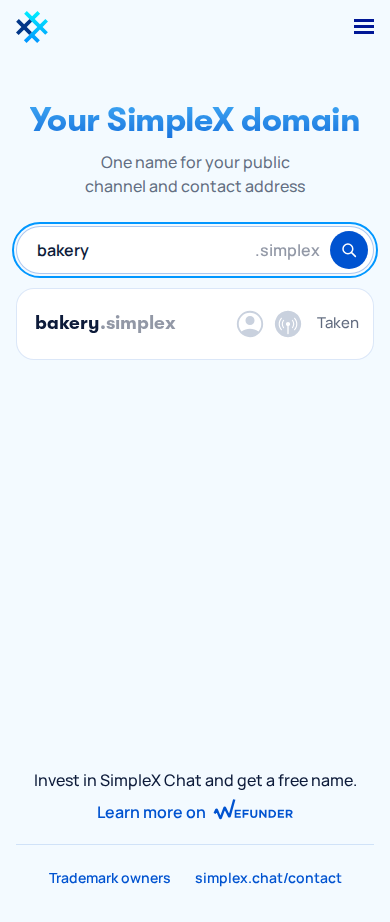 Your SimpleX domain
One name for your public
channel and contact address
bakery .simplex
bakery.simplex Taken
Invest in SimpleX Chat and get a free name.
Learn more on WEFUNDER
Trademark owners simplex.chat/contact